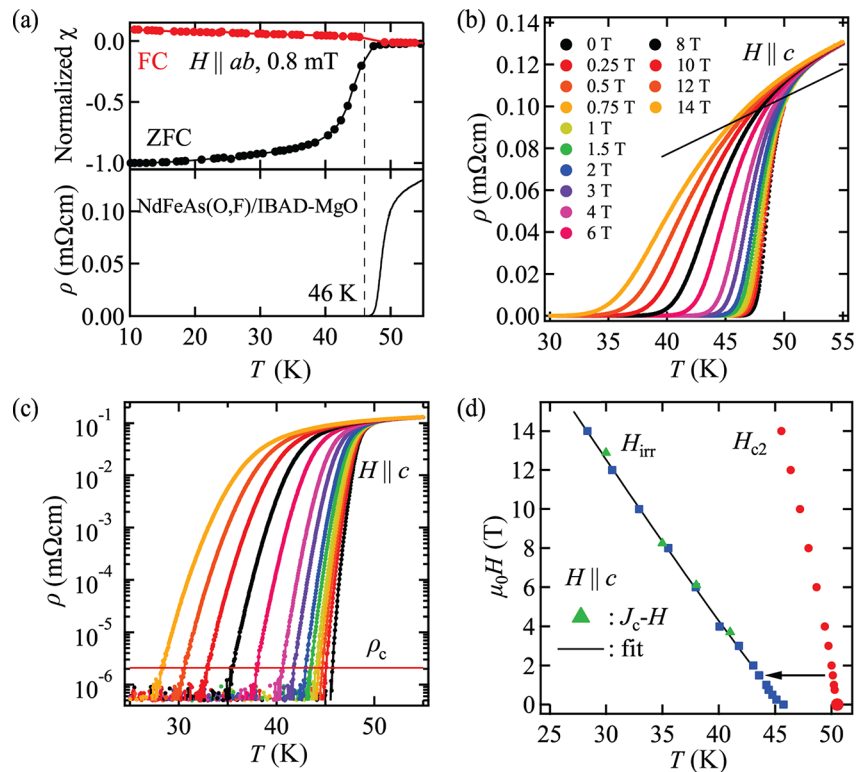 (a)
Normalized χ
0.0
-0.5
-1.0
FC
H || ab, 0.8 mT
ZFC
ρ (mΩcm)
0.10
0.05
0.00
NdFeAs(O,F)/IBAD-MgO
46 K
10 20 30 40 50
T (K)
(b)
ρ (mΩcm)
0.14
0.12
0.10
0.08
0.06
0.04
0.02
0.00
0 T
0.25 T
0.5 T
0.75 T
1 T
1.5 T
2 T
3 T
4 T
6 T
8 T
10 T
12 T
14 T
H || c
30 35 40 45 50 55
T (K)
(c)
ρ (mΩcm)
10⁻¹
10⁻²
10⁻³
10⁻⁴
10⁻⁵
10⁻⁶
H || c
ρc
30 40 50
T (K)
(d)
μ₀H (T)
14
12
10
8
6
4
2
0
Hirr
Hc2
H || c
: Jc-H
: fit
25 30 35 40 45 50
T (K)